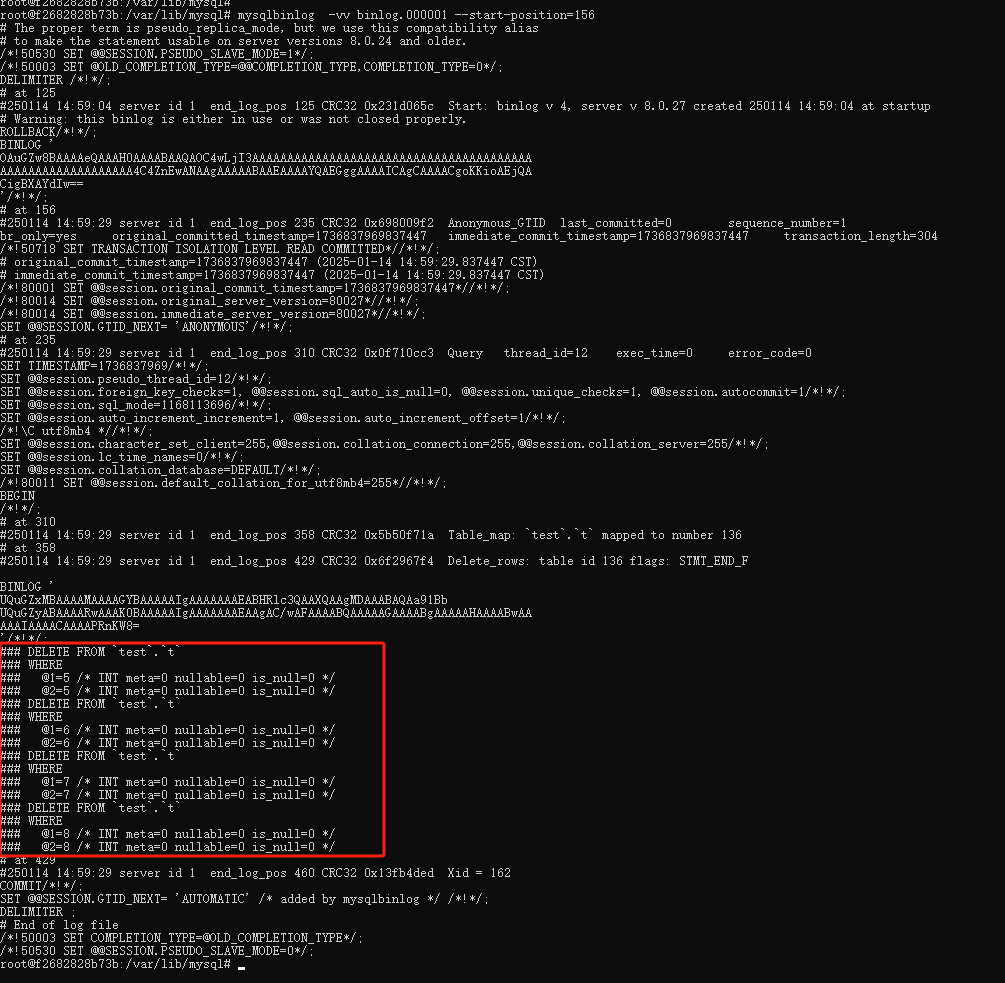 root@f2682828b73b:/var/lib/mysql#
root@f2682828b73b:/var/lib/mysql# mysqlbinlog  -vv binlog.000001 --start-position=156
# The proper term is pseudo_replica_mode, but we use this compatibility alias
# to make the statement usable on server versions 8.0.24 and older.
/*!50530 SET @@SESSION.PSEUDO_SLAVE_MODE=1*/;
/*!50003 SET @OLD_COMPLETION_TYPE=@@COMPLETION_TYPE,COMPLETION_TYPE=0*/;
DELIMITER /*!*/;
# at 125
#250114 14:59:04 server id 1  end_log_pos 125 CRC32 0x231d065c  Start: binlog v 4, server v 8.0.27 created 250114 14:59:04 at startup
# Warning: this binlog is either in use or was not closed properly.
ROLLBACK/*!*/;
BINLOG '
CigBXAYdIw==
'/*!*/;
# at 156
#250114 14:59:29 server id 1  end_log_pos 235 CRC32 0x698009f2  Anonymous_GTID  last_committed=0        sequence_number=1
br_only=yes     original_committed_timestamp=1736837969837447   immediate_commit_timestamp=1736837969837447     transaction_length=304
/*!50718 SET TRANSACTION ISOLATION LEVEL READ COMMITTED*//*!*/;
# original_commit_timestamp=1736837969837447 (2025-01-14 14:59:29.837447 CST)
# immediate_commit_timestamp=1736837969837447 (2025-01-14 14:59:29.837447 CST)
/*!80001 SET @@session.original_commit_timestamp=1736837969837447*//*!*/;
/*!80014 SET @@session.original_server_version=80027*//*!*/;
/*!80014 SET @@session.immediate_server_version=80027*//*!*/;
SET @@SESSION.GTID_NEXT= 'ANONYMOUS'/*!*/;
# at 235
#250114 14:59:29 server id 1  end_log_pos 310 CRC32 0x0f710cc3  Query   thread_id=12    exec_time=0     error_code=0
SET TIMESTAMP=1736837969/*!*/;
SET @@session.pseudo_thread_id=12/*!*/;
SET @@session.foreign_key_checks=1, @@session.sql_auto_is_null=0, @@session.unique_checks=1, @@session.autocommit=1/*!*/;
SET @@session.sql_mode=1168113696/*!*/;
SET @@session.auto_increment_increment=1, @@session.auto_increment_offset=1/*!*/;
/*!\C utf8mb4 *//*!*/;
SET @@session.character_set_client=255,@@session.collation_connection=255,@@session.collation_server=255/*!*/;
SET @@session.lc_time_names=0/*!*/;
SET @@session.collation_database=DEFAULT/*!*/;
/*!80011 SET @@session.default_collation_for_utf8mb4=255*//*!*/;
BEGIN
/*!*/;
# at 310
#250114 14:59:29 server id 1  end_log_pos 358 CRC32 0x5b50f71a  Table_map: `test`.`t` mapped to number 136
# at 358
#250114 14:59:29 server id 1  end_log_pos 429 CRC32 0x6f2967f4  Delete_rows: table id 136 flags: STMT_END_F
BINLOG '
AAAIAAAACAAAAPRnKW8=
'/*!*/;
### DELETE FROM `test`.`t`
### WHERE
###   @1=5 /* INT meta=0 nullable=0 is_null=0 */
###   @2=5 /* INT meta=0 nullable=0 is_null=0 */
### DELETE FROM `test`.`t`
### WHERE
###   @1=6 /* INT meta=0 nullable=0 is_null=0 */
###   @2=6 /* INT meta=0 nullable=0 is_null=0 */
### DELETE FROM `test`.`t`
### WHERE
###   @1=7 /* INT meta=0 nullable=0 is_null=0 */
###   @2=7 /* INT meta=0 nullable=0 is_null=0 */
### DELETE FROM `test`.`t`
### WHERE
###   @1=8 /* INT meta=0 nullable=0 is_null=0 */
###   @2=8 /* INT meta=0 nullable=0 is_null=0 */
# at 429
#250114 14:59:29 server id 1  end_log_pos 460 CRC32 0x13fb4ded  Xid = 162
COMMIT/*!*/;
SET @@SESSION.GTID_NEXT= 'AUTOMATIC' /* added by mysqlbinlog */ /*!*/;
DELIMITER ;
# End of log file
/*!50003 SET COMPLETION_TYPE=@OLD_COMPLETION_TYPE*/;
/*!50530 SET @@SESSION.PSEUDO_SLAVE_MODE=0*/;
root@f2682828b73b:/var/lib/mysql#